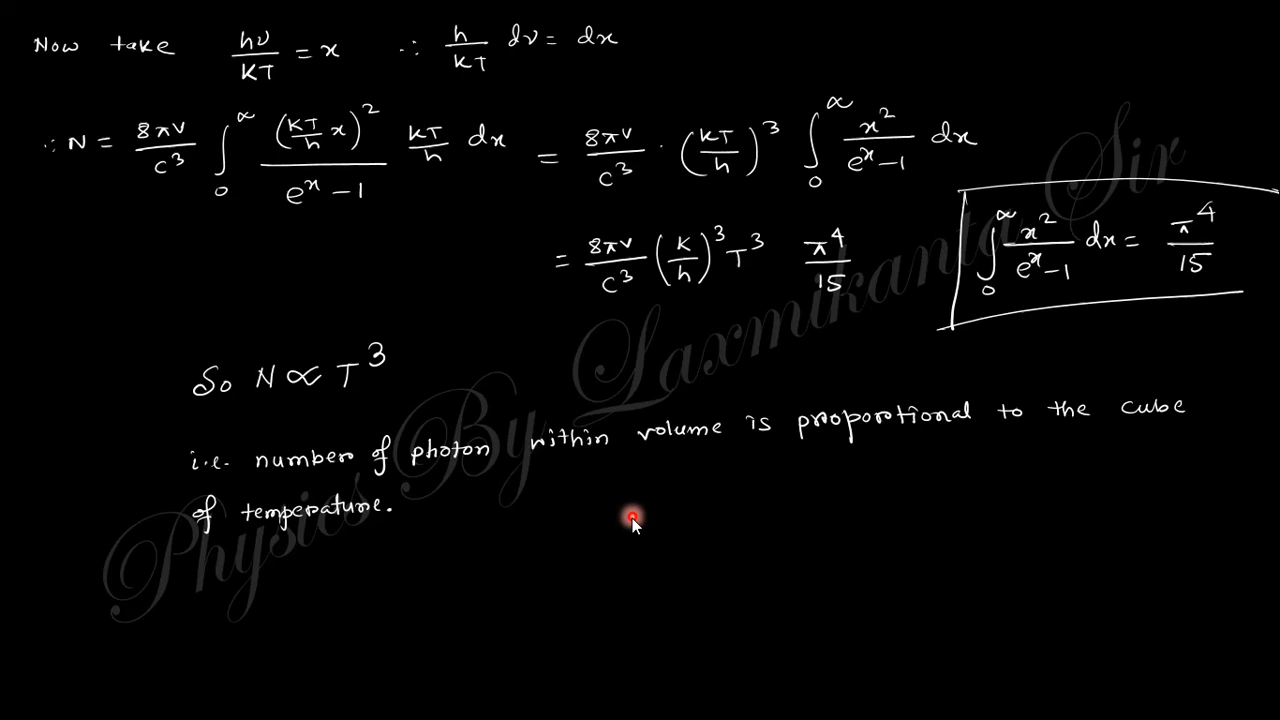 Now take hν/KT = x ∴ h/KT dν = dx
∴ N = 8πV/c³ ∫₀^∝ (KT/h x)²/(eˣ − 1) KT/h dx = 8πV/c³ · (KT/h)³ ∫₀^∝ x²/(eˣ − 1) dx
= 8πV/c³ (K/h)³ T³ π⁴/15
∫₀^∝ x²/(eˣ − 1) dx = π⁴/15
So N ∝ T³
i.e. number of photon within volume is proportional to the cube
of temperature.
Physics By Laxmikanta Sir